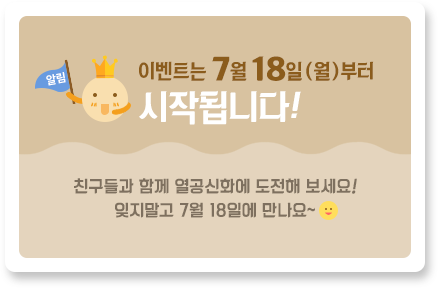 알림
이벤트는 7월 18일(월)부터
시작됩니다!
친구들과 함께 열공신화에 도전해 보세요!
잊지말고 7월 18일에 만나요~